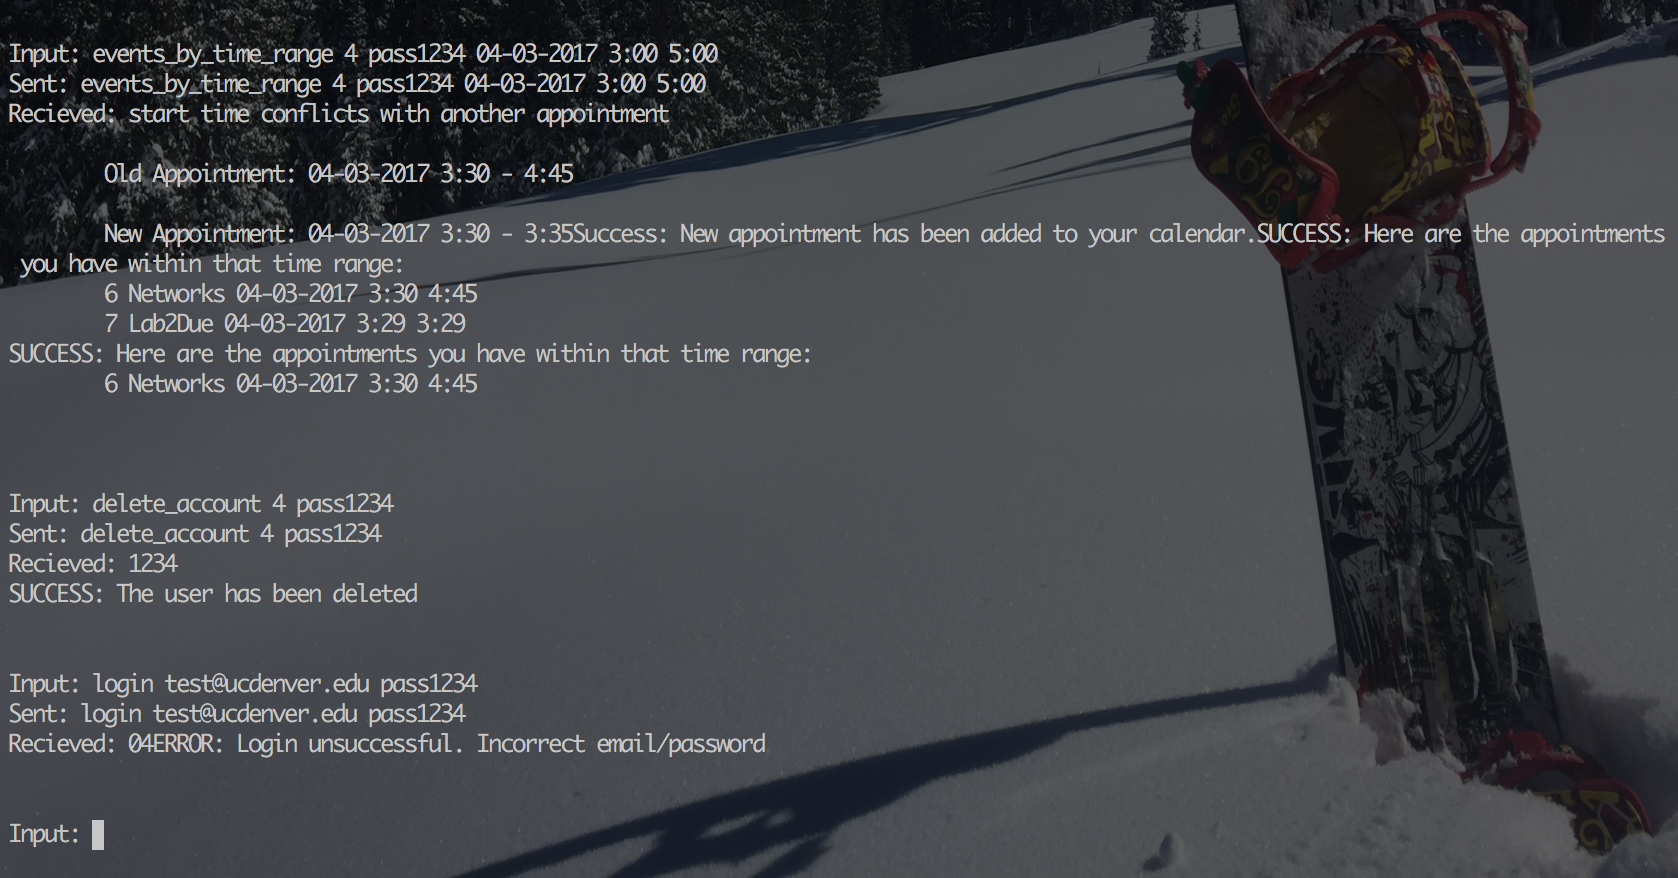 Input: events_by_time_range 4 pass1234 04-03-2017 3:00 5:00
Sent: events_by_time_range 4 pass1234 04-03-2017 3:00 5:00
Recieved: start time conflicts with another appointment
Old Appointment: 04-03-2017 3:30 - 4:45
New Appointment: 04-03-2017 3:30 - 3:35Success: New appointment has been added to your calendar.SUCCESS: Here are the appointments
you have within that time range:
6 Networks 04-03-2017 3:30 4:45
7 Lab2Due 04-03-2017 3:29 3:29
SUCCESS: Here are the appointments you have within that time range:
6 Networks 04-03-2017 3:30 4:45
Input: delete_account 4 pass1234
Sent: delete_account 4 pass1234
Recieved: 1234
SUCCESS: The user has been deleted
Input: login test@ucdenver.edu pass1234
Sent: login test@ucdenver.edu pass1234
Recieved: 04ERROR: Login unsuccessful. Incorrect email/password
Input: